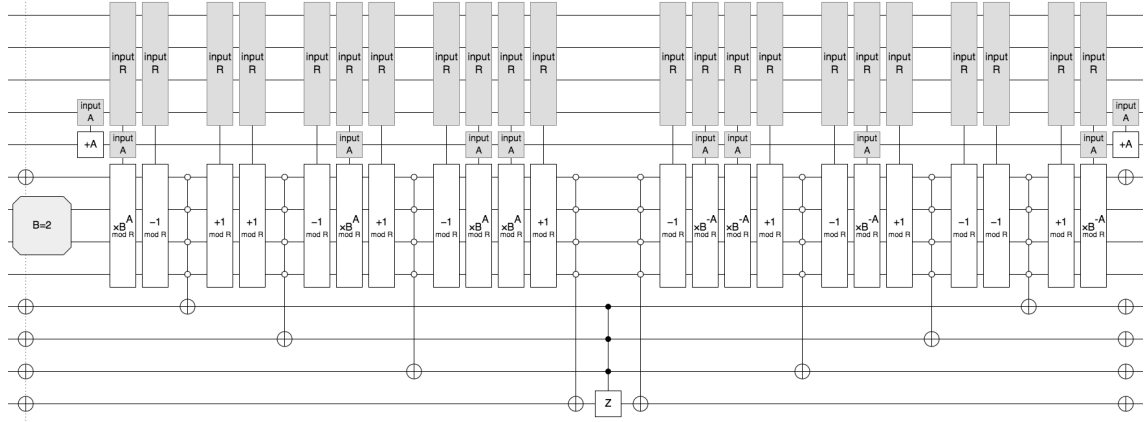 input input input input input input input input input input input input input input input input input input input input input input
R R R R R R R R R R R R R R R R R R R R R R
input input
A A
+A +A
input input input input input input input input
A A A A A A A A
B=2 ×B^A −1 +1 +1 −1 ×B^A +1 −1 ×B^A ×B^A +1 −1 ×B^-A ×B^-A +1 −1 ×B^-A +1 −1 −1 +1 ×B^-A
mod R mod R mod R mod R mod R mod R mod R mod R mod R mod R mod R mod R mod R mod R mod R mod R mod R mod R mod R mod R mod R mod R
Z